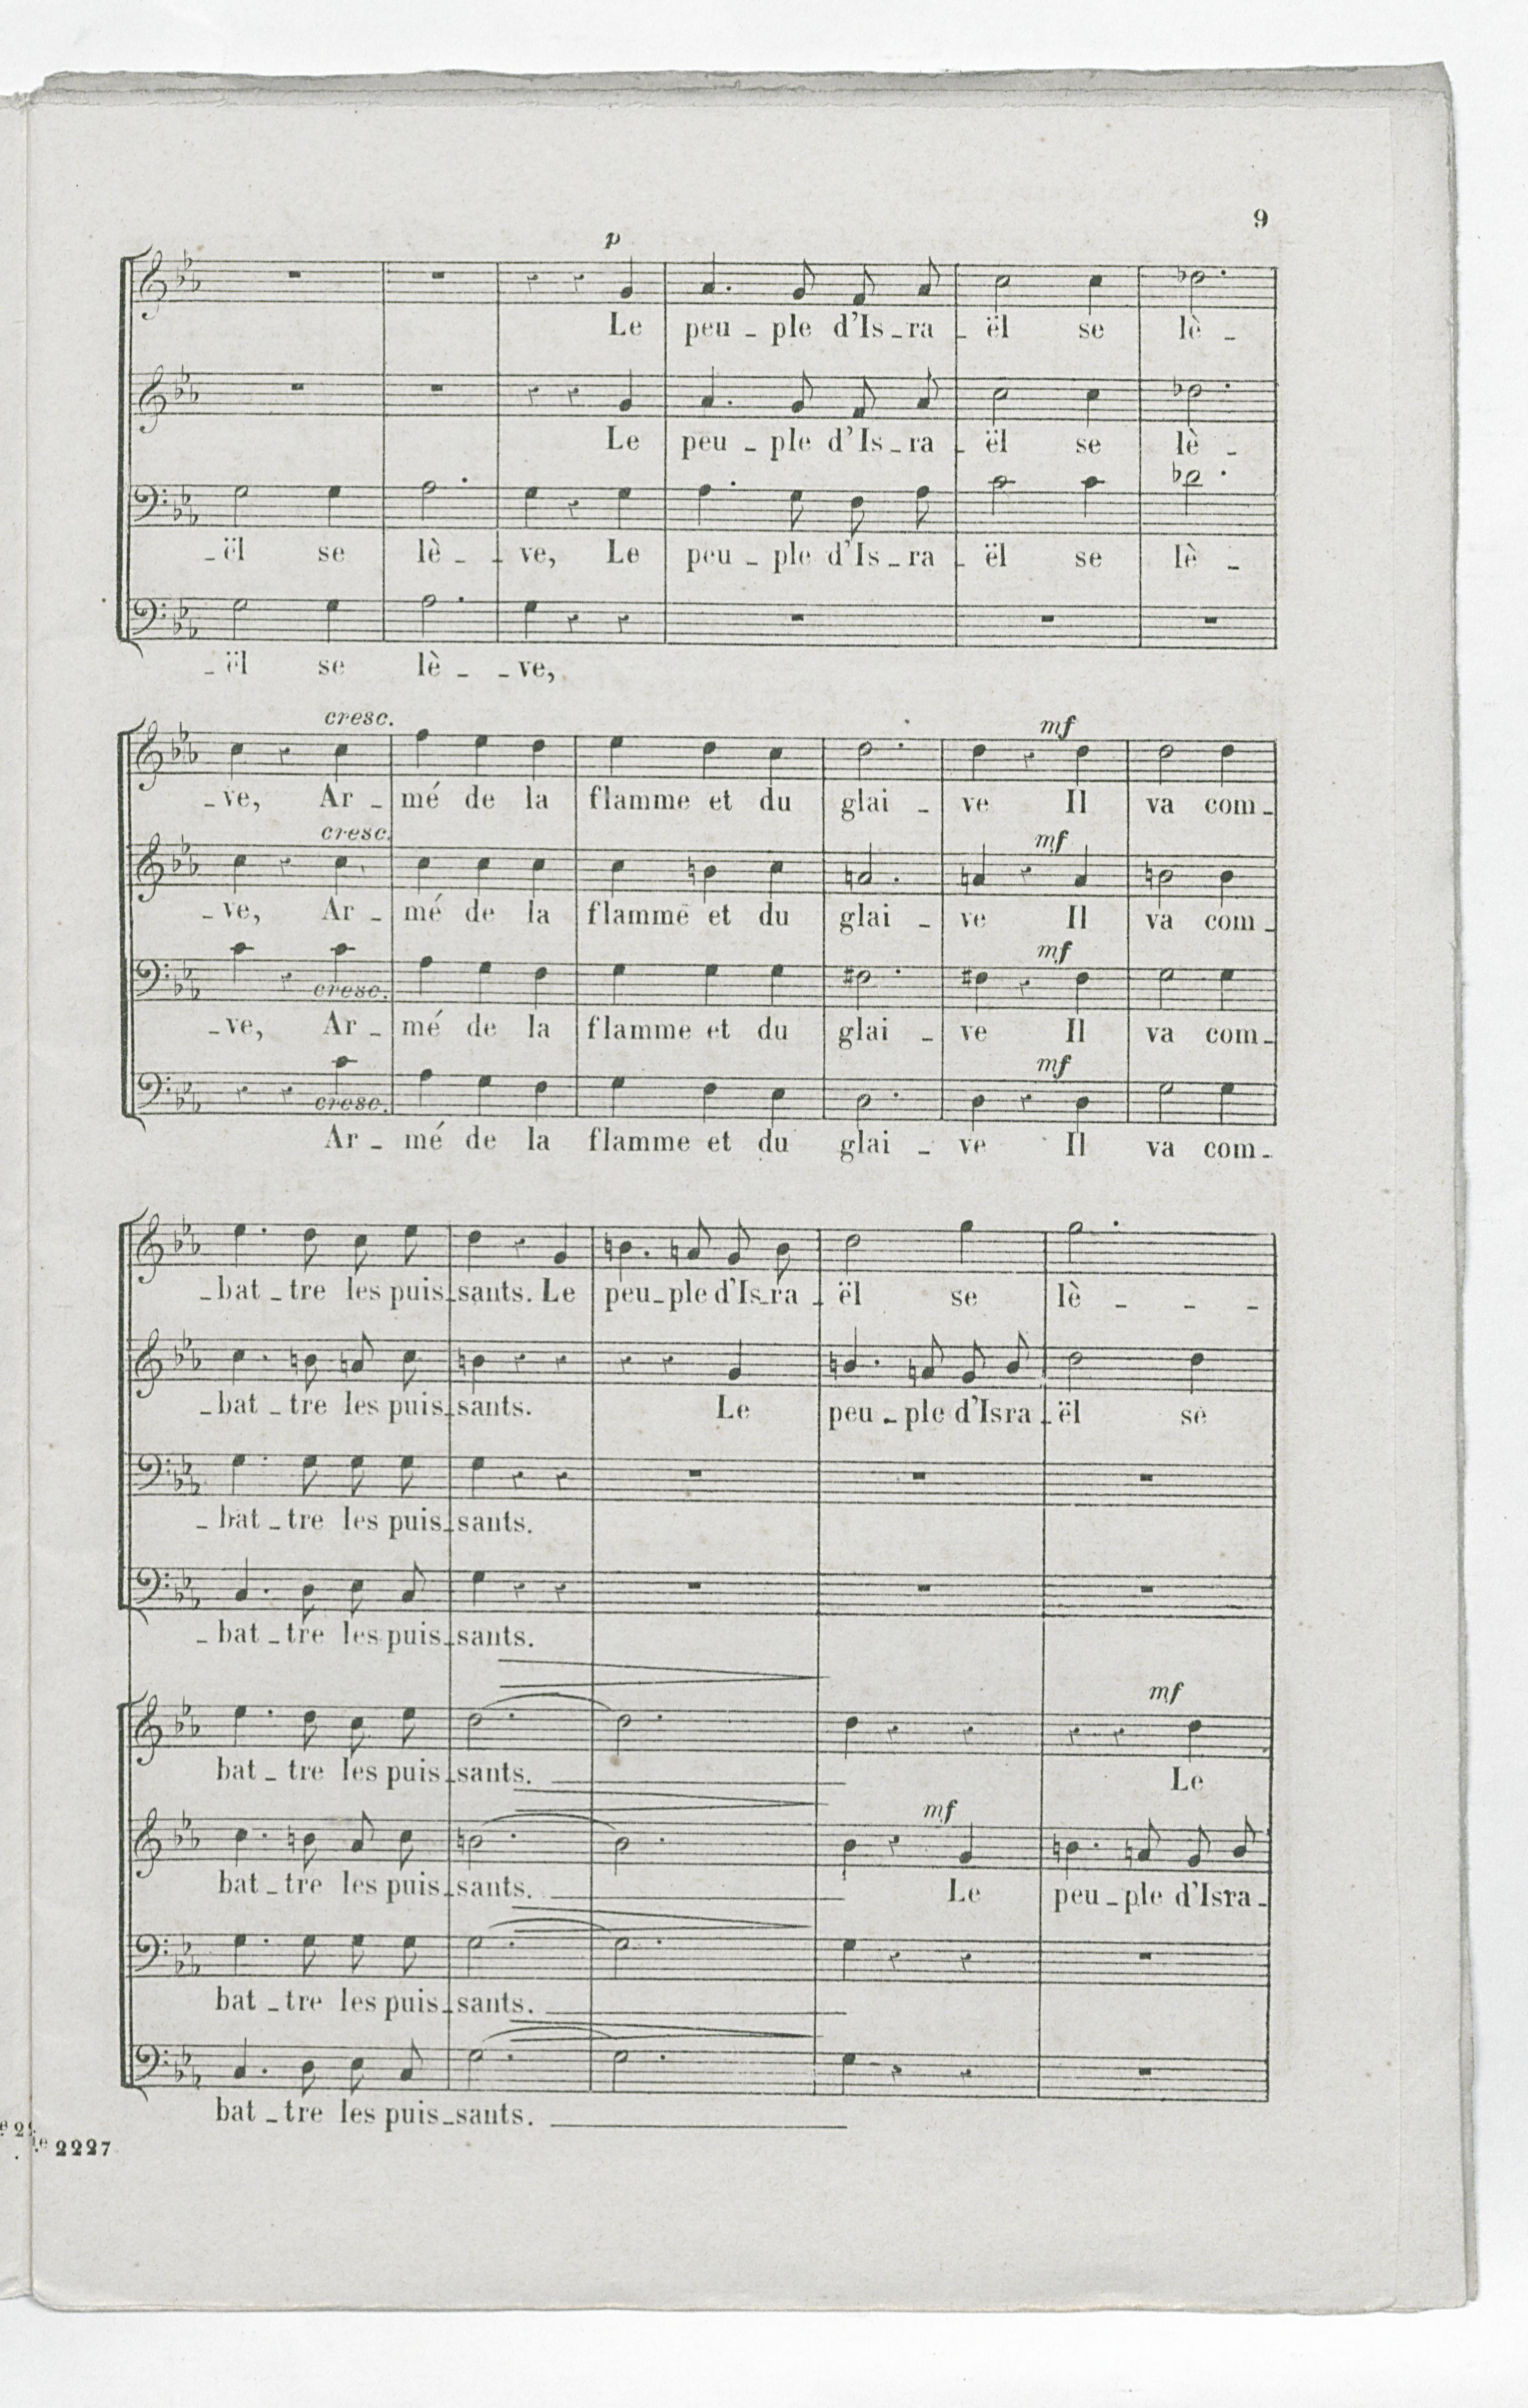 9
p
Le peu - ple d'Is - ra - ël se lè -
Le peu - ple d'Is - ra - ël se lè -
- ël se lè - - ve, Le peu - ple d'Is - ra - ël se lè -
- ël se lè - - ve,
cresc. mf
- ve, Ar - mé de la flamme et du glai - ve Il va com -
cresc. mf
- ve, Ar - mé de la flamme et du glai - ve Il va com -
mf
cresc.
- ve, Ar - mé de la flamme et du glai - ve Il va com -
mf
cresc.
Ar - mé de la flamme et du glai - ve Il va com -
- bat - tre les puis - sants. Le peu - ple d'Is - ra - ël se lè - - -
- bat - tre les puis - sants. Le peu - ple d'Isra - ël se
- bat - tre les puis - sants.
- bat - tre les puis - sants.
mf
bat - tre les puis - sants. Le
mf
bat - tre les puis - sants. Le peu - ple d'Isra -
bat - tre les puis - sants.
bat - tre les puis - sants.
2227